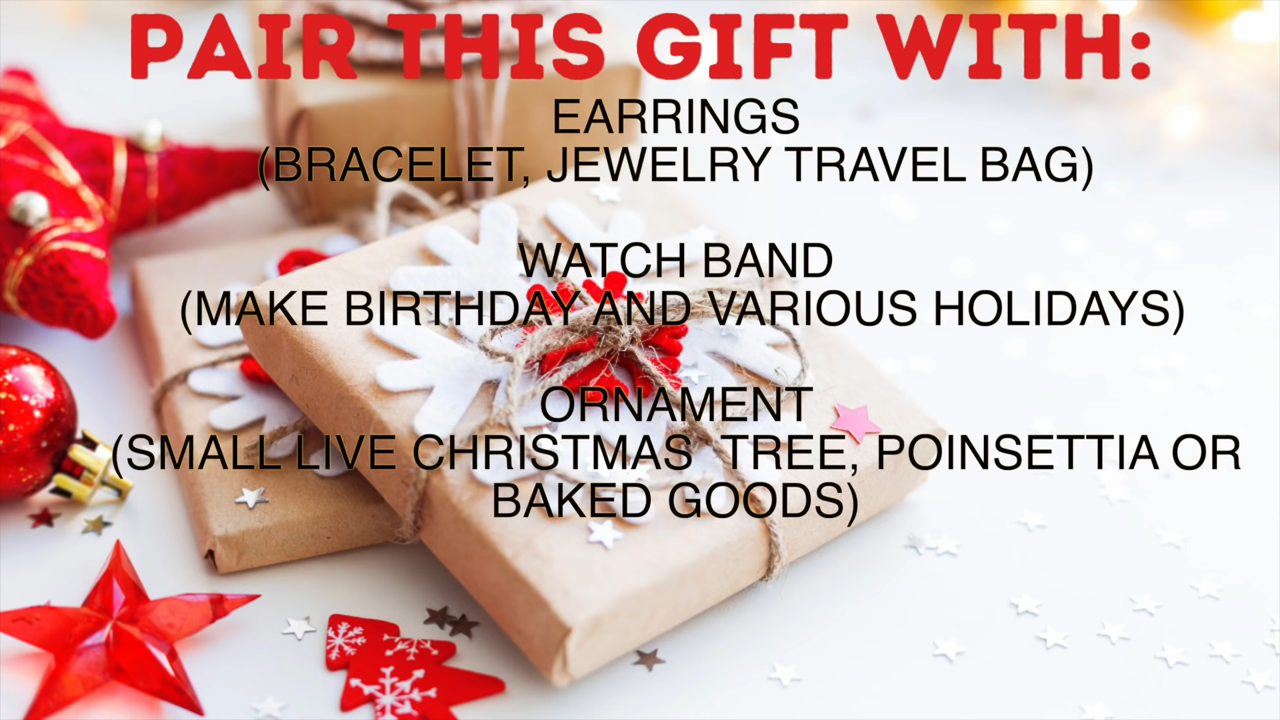 PAIR THIS GIFT WITH:
EARRINGS
(BRACELET, JEWELRY TRAVEL BAG)
WATCH BAND
(MAKE BIRTHDAY AND VARIOUS HOLIDAYS)
ORNAMENT
(SMALL LIVE CHRISTMAS TREE, POINSETTIA OR
BAKED GOODS)